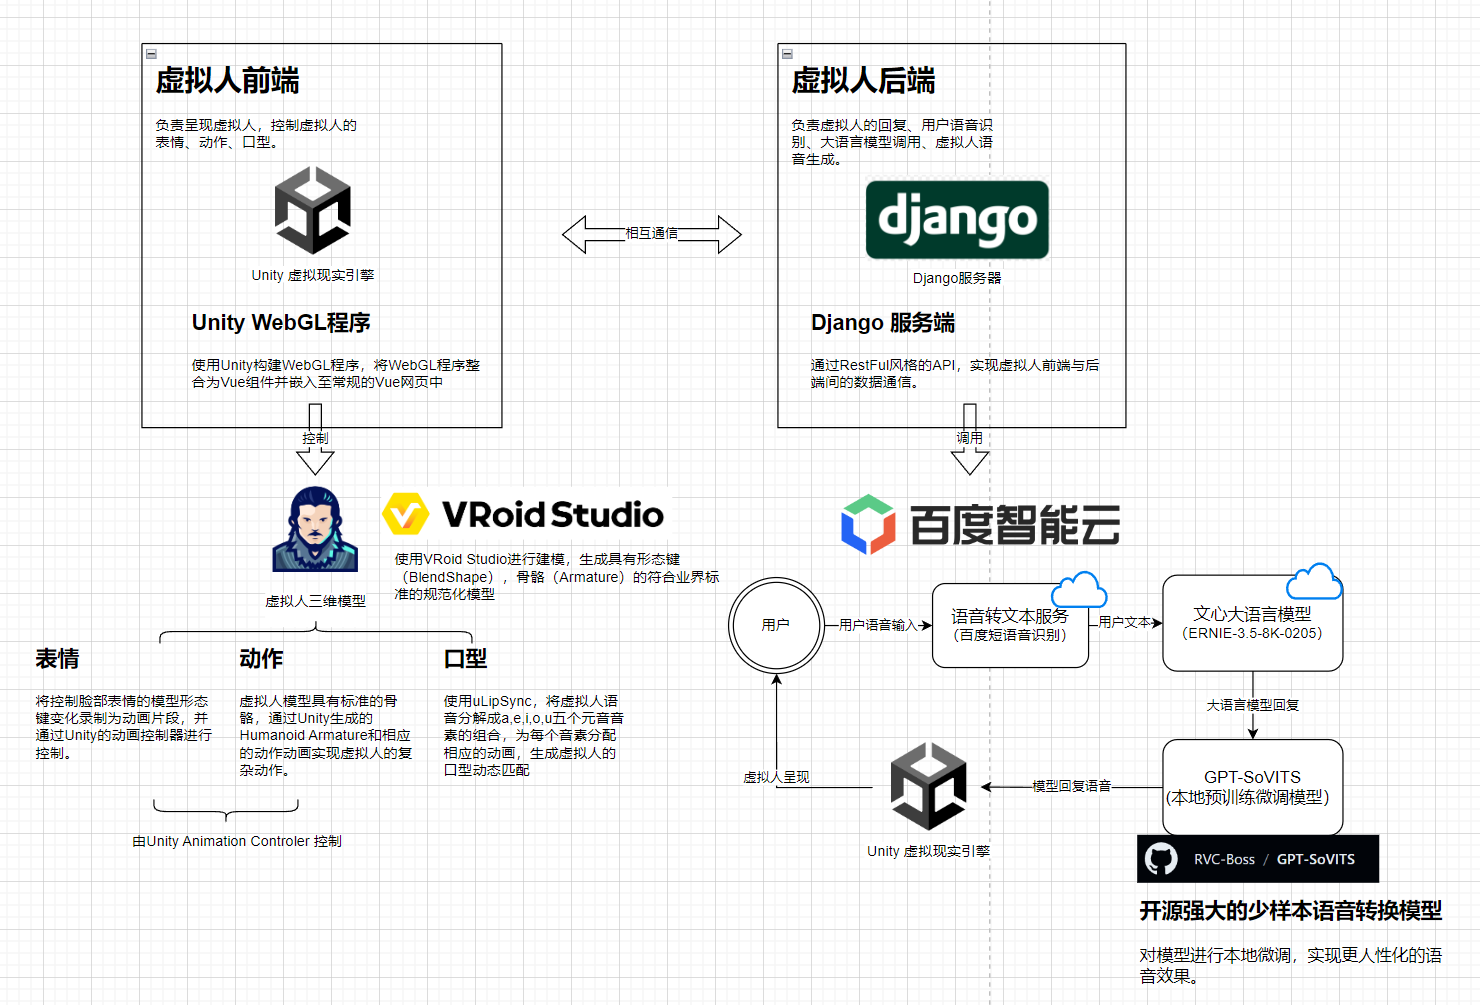 虚拟人前端
负责呈现虚拟人，控制虚拟人的
表情、动作、口型。
Unity 虚拟现实引擎
Unity WebGL程序
使用Unity构建WebGL程序，将WebGL程序整
合为Vue组件并嵌入至常规的Vue网页中
相互通信
虚拟人后端
负责虚拟人的回复、用户语音识
别、大语言模型调用、虚拟人语
音生成。
django
Django服务器
Django 服务端
通过RestFul风格的API，实现虚拟人前端与后
端间的数据通信。
控制
调用
虚拟人三维模型
VRoid Studio
使用VRoid Studio进行建模，生成具有形态键
（BlendShape），骨骼（Armature）的符合业界标
准的规范化模型
表情
将控制脸部表情的模型形态
键变化录制为动画片段，并
通过Unity的动画控制器进行
控制。
动作
虚拟人模型具有标准的骨
骼，通过Unity生成的
Humanoid Armature和相应
的动作动画实现虚拟人的复
杂动作。
口型
使用uLipSync，将虚拟人语
音分解成a,e,i,o,u五个元音音
素的组合，为每个音素分配
相应的动画，生成虚拟人的
口型动态匹配
由Unity Animation Controler 控制
百度智能云
用户
用户语音输入
语音转文本服务
（百度短语音识别）
用户文本
文心大语言模型
（ERNIE-3.5-8K-0205）
大语言模型回复
GPT-SoVITS
(本地预训练微调模型）
模型回复语音
Unity 虚拟现实引擎
虚拟人呈现
RVC-Boss / GPT-SoVITS
开源强大的少样本语音转换模型
对模型进行本地微调，实现更人性化的语
音效果。